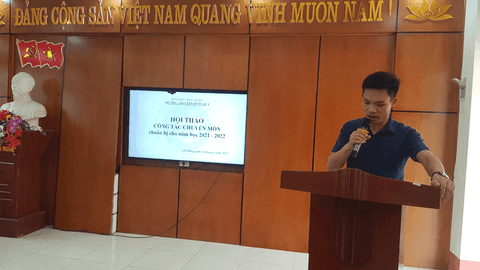 ĐẢNG CỘNG SẢN VIỆT NAM QUANG VINH MUÔN NĂM!
HỘI THẢO
CÔNG TÁC CHUYÊN MÔN
chuẩn bị cho năm học 2021 - 2022